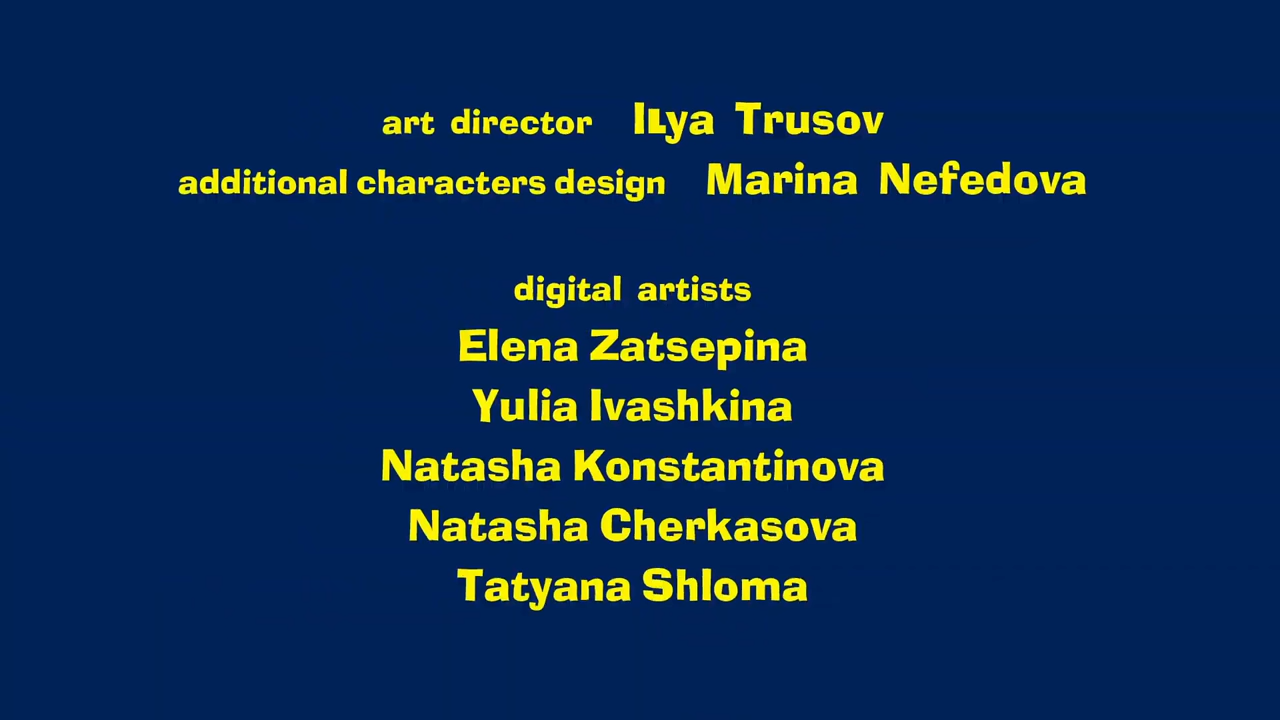 art director ILya Trusov
additional characters design Marina Nefedova
digital artists
Elena Zatsepina
Yulia Ivashkina
Natasha Konstantinova
Natasha Cherkasova
Tatyana Shloma